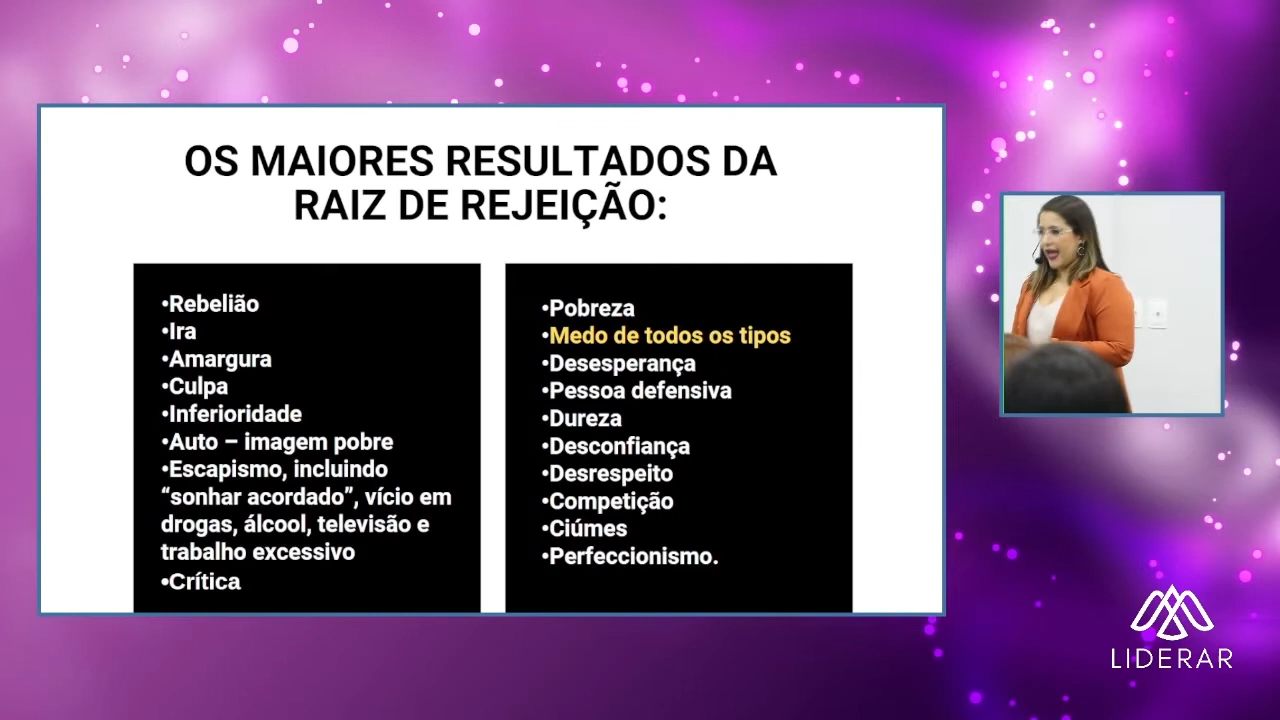 OS MAIORES RESULTADOS DA
RAIZ DE REJEIÇÃO:
•Rebelião
•Ira
•Amargura
•Culpa
•Inferioridade
•Auto – imagem pobre
•Escapismo, incluindo
“sonhar acordado”, vício em
drogas, álcool, televisão e
trabalho excessivo
•Crítica
•Pobreza
•Medo de todos os tipos
•Desesperança
•Pessoa defensiva
•Dureza
•Desconfiança
•Desrespeito
•Competição
•Ciúmes
•Perfeccionismo.
LIDERAR